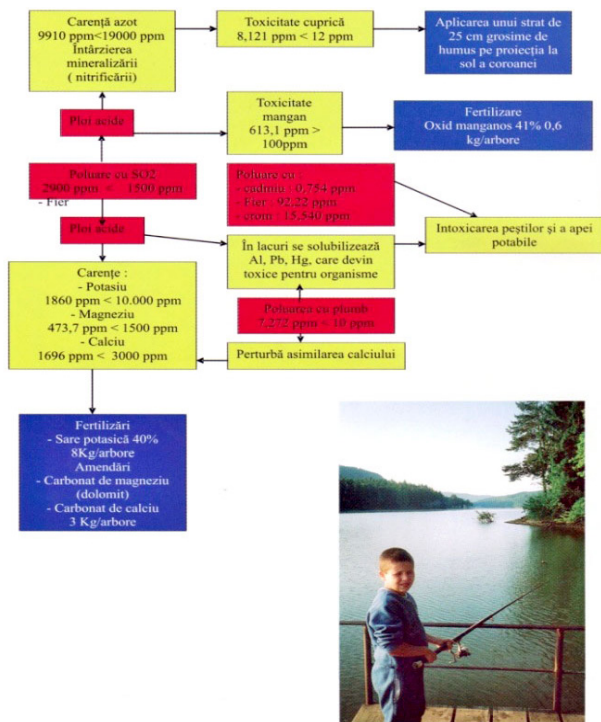 Carență azot
9910 ppm<19000 ppm
Întârzierea
mineralizării
( nitrificării)
Toxicitate cuprică
8,121 ppm < 12 ppm
Aplicarea unui strat de
25 cm grosime de
humus pe proiecția la
sol a coroanei
Ploi acide
Toxicitate
mangan
613,1 ppm >
100ppm
Fertilizare
Oxid manganos 41% 0,6
kg/arbore
Poluare cu SO2
2900 ppm < 1500 ppm
- Fier
Poluare cu
- cadmiu : 0,754 ppm
- Fier : 92,22 ppm
- crom : 15,540 ppm
Ploi acide
În lacuri se solubilizează
Al, Pb, Hg, care devin
toxice pentru organisme
Intoxicarea peștilor și a apei
potabile
Carențe :
- Potasiu
1860 ppm < 10.000 ppm
- Magneziu
473,7 ppm < 1500 ppm
- Calciu
1696 ppm < 3000 ppm
Poluarea cu plumb
7,272 ppm < 10 ppm
Perturbă asimilarea calciului
Fertilizări
- Sare potasică 40%
8Kg/arbore
Amendări
- Carbonat de magneziu
(dolomit)
- Carbonat de calciu
3 Kg/arbore